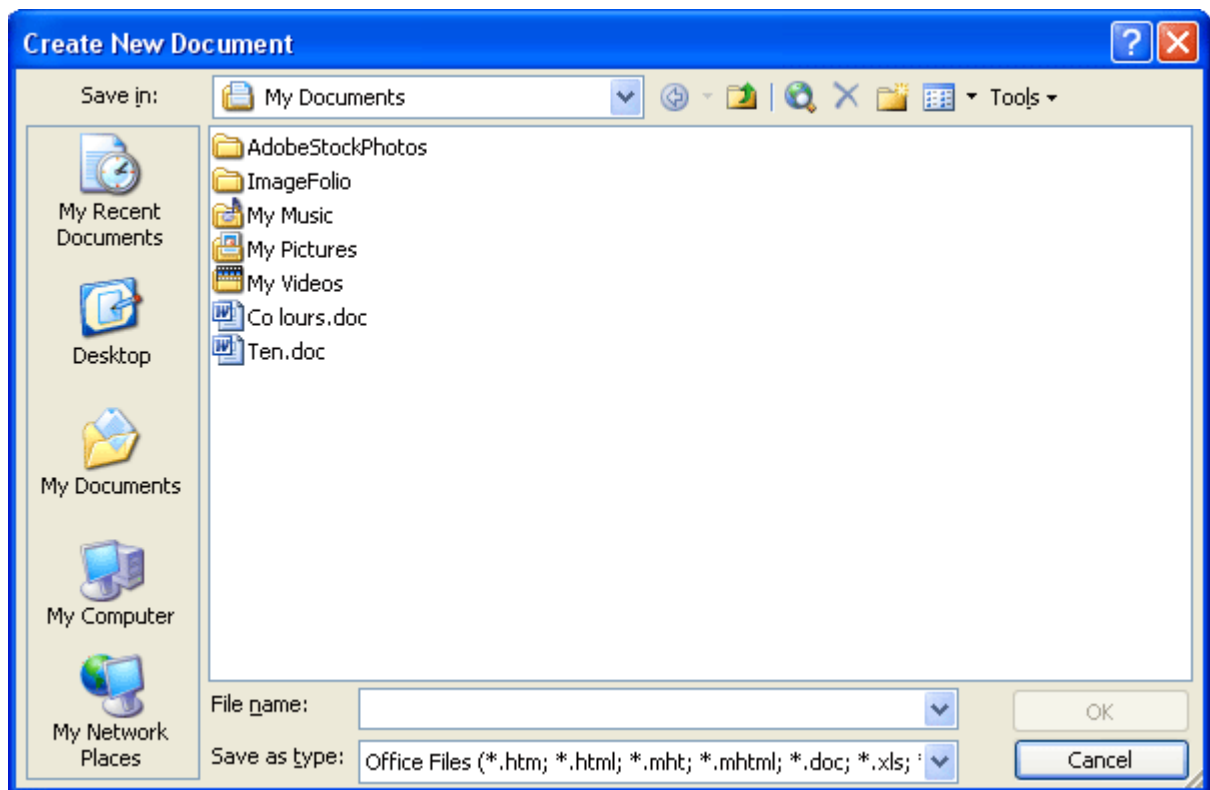 Create New Document
Save in:
My Documents
Tools
My Recent
Documents
Desktop
My Documents
My Computer
My Network
Places
AdobeStockPhotos
ImageFolio
My Music
My Pictures
My Videos
Co lours.doc
Ten.doc
File name:
OK
Save as type:
Office Files (*.htm; *.html; *.mht; *.mhtml; *.doc; *.xls; *
Cancel